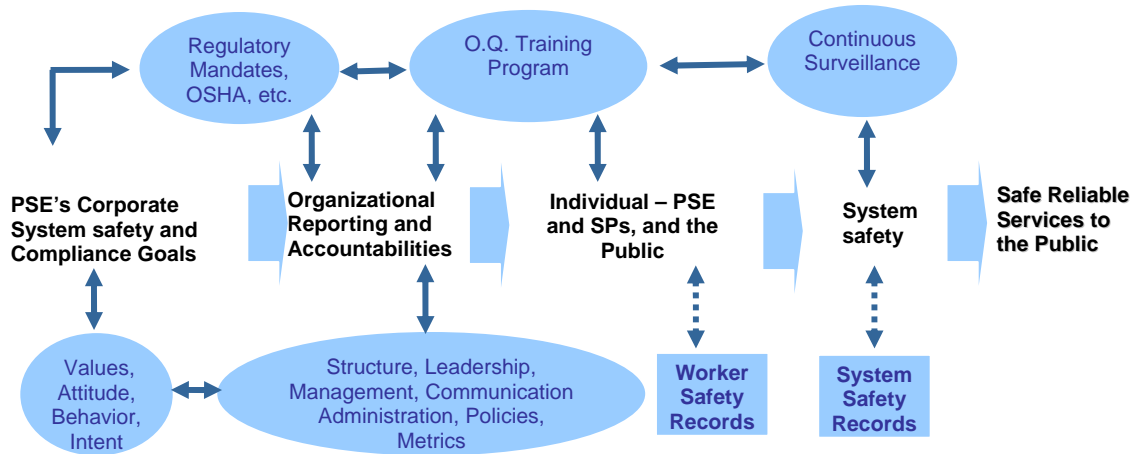 Regulatory
Mandates,
OSHA, etc.
O.Q. Training
Program
Continuous
Surveillance
PSE's Corporate
System safety and
Compliance Goals
Organizational
Reporting and
Accountabilities
Individual – PSE
and SPs, and the
Public
System
safety
Safe Reliable
Services to
the Public
Values,
Attitude,
Behavior,
Intent
Structure, Leadership,
Management, Communication
Administration, Policies,
Metrics
Worker
Safety
Records
System
Safety
Records